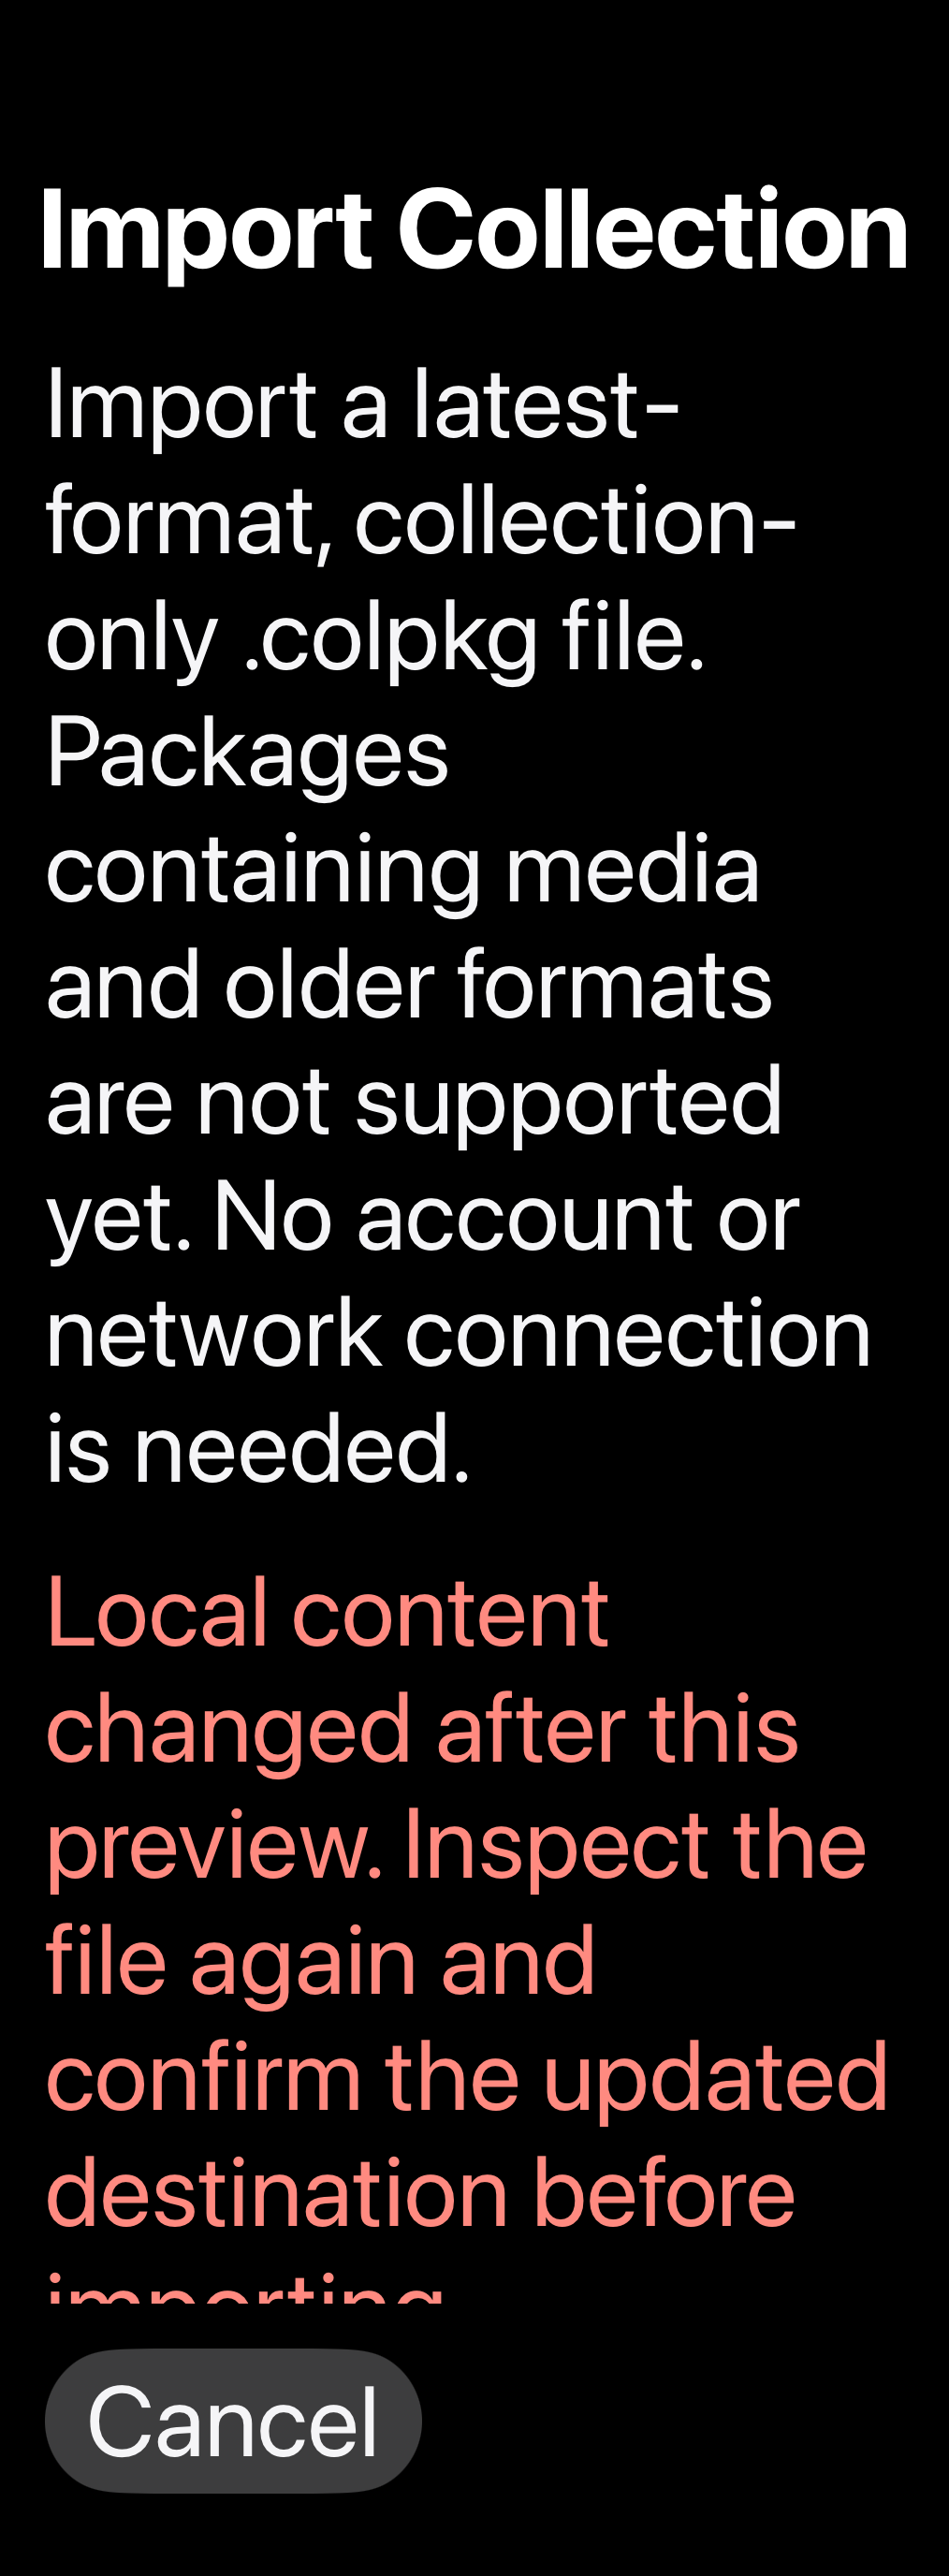 Import Collection
Import a latest-
format, collection-
only .colpkg file.
Packages
containing media
and older formats
are not supported
yet. No account or
network connection
is needed.
Local content
changed after this
preview. Inspect the
file again and
confirm the updated
destination before
importing
Cancel